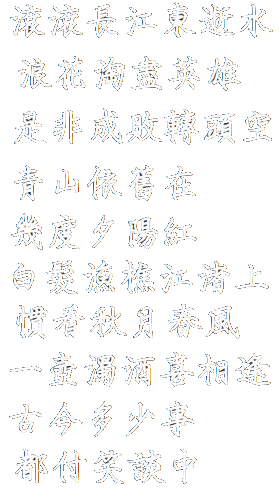 滾滾長江東逝水
浪花淘盡英雄
是非成敗轉頭空
青山依舊在
幾度夕陽紅
白髮漁樵江渚上
慣看秋月春風
一壺濁酒喜相逢
古今多少事
都付笑談中